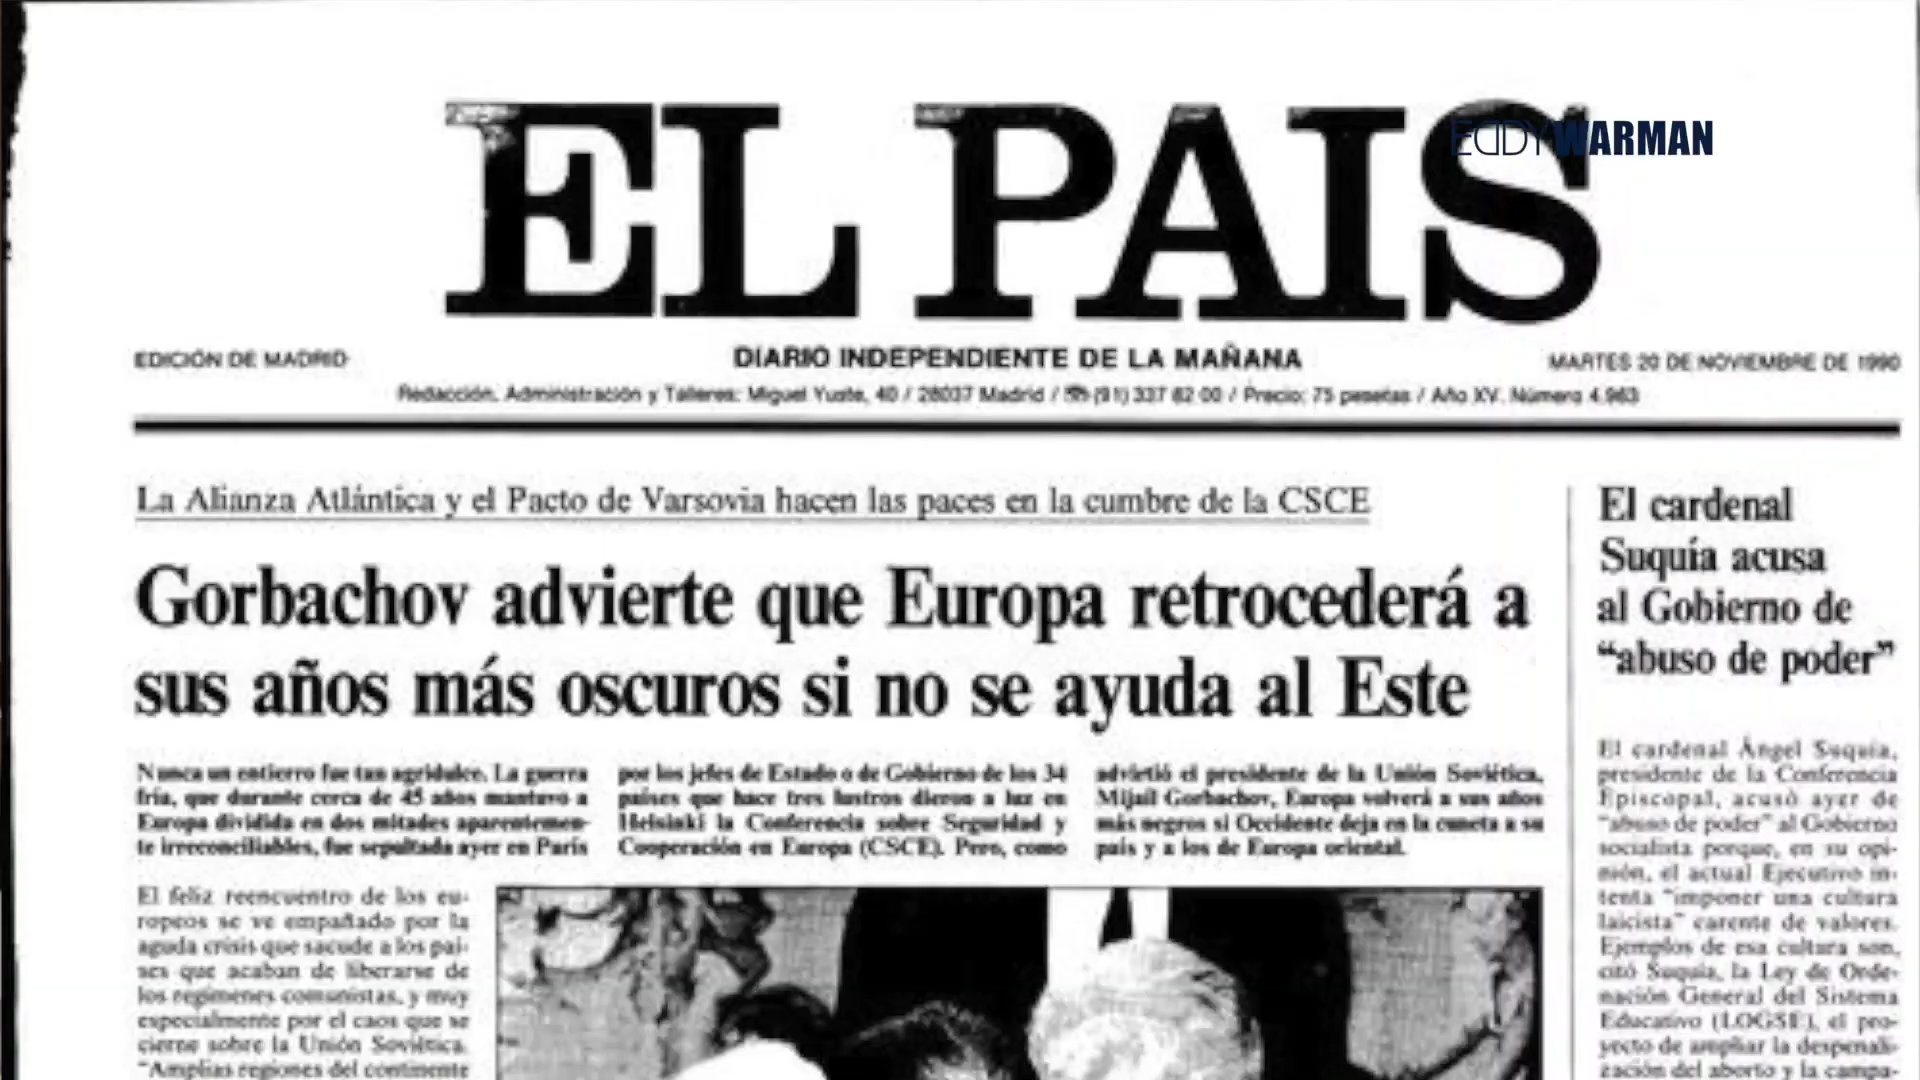 EL PAIS
EDDYWARMAN
EDICIÓN DE MADRID
DIARIO INDEPENDIENTE DE LA MAÑANA
MARTES 20 DE NOVIEMBRE DE 1990
Redacción, Administración y Talleres: Miguel Yuste, 40 / 28037 Madrid / ☎ (91) 337 82 00 / Precio: 75 pesetas / Año XV. Número 4.963
La Alianza Atlántica y el Pacto de Varsovia hacen las paces en la cumbre de la CSCE
Gorbachov advierte que Europa retrocederá a
sus años más oscuros si no se ayuda al Este
Nunca un entierro fue tan agridulce. La guerra
fría, que durante cerca de 45 años mantuvo a
Europa dividida en dos mitades aparentemen-
te irreconciliables, fue sepultada ayer en París
por los jefes de Estado o de Gobierno de los 34
países que hace tres lustros dieron a luz en
Helsinki la Conferencia sobre Seguridad y
Cooperación en Europa (CSCE). Pero, como
advirtió el presidente de la Unión Soviética,
Mijaíl Gorbachov, Europa volverá a sus años
más negros si Occidente deja en la cuneta a su
país y a los de Europa oriental.
El feliz reencuentro de los eu-
ropeos se ve empañado por la
aguda crisis que sacude a los paí-
ses que acaban de liberarse de
los regímenes comunistas, y muy
especialmente por el caos que se
cierne sobre la Unión Soviética.
"Amplias regiones del continente
El cardenal
Suquía acusa
al Gobierno de
“abuso de poder”
El cardenal Ángel Suquía,
presidente de la Conferencia
Episcopal, acusó ayer de
“abuso de poder” al Gobierno
socialista porque, en su opi-
nión, el actual Ejecutivo in-
tenta “imponer una cultura
laicista” carente de valores.
Ejemplos de esa cultura son,
citó Suquía, la Ley de Orde-
nación General del Sistema
Educativo (LOGSE), el pro-
yecto de ampliar la despenali-
zación del aborto y la campa-